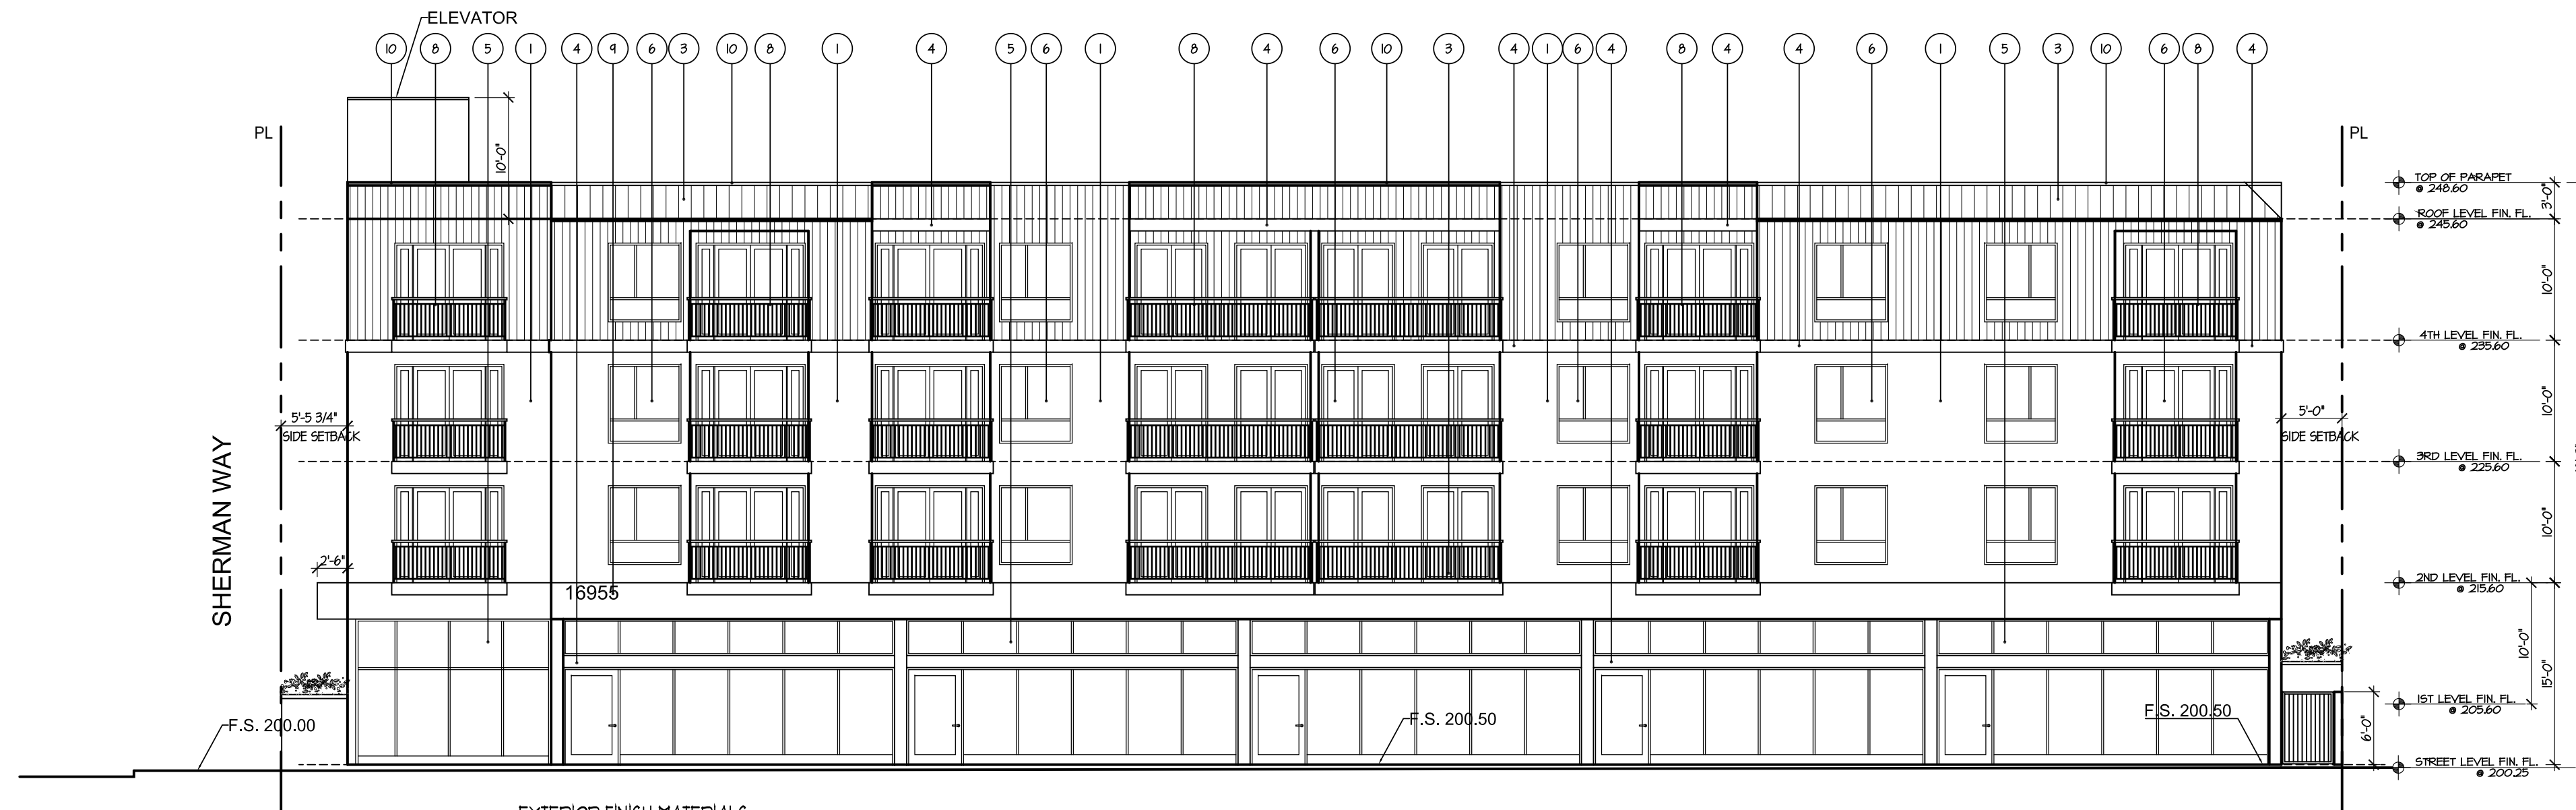 ELEVATOR
10 8 5 1 4 9 6 3 10 8 1 4 5 6 1 8 4 6 10 3 4 1 6 4 8 4 4 6 1 5 3 10 6 8 4
PL
PL
10'-0"
TOP OF PARAPET
@ 248.60
3'-0"
ROOF LEVEL FIN. FL.
@ 245.60
10'-0"
4TH LEVEL FIN. FL.
@ 235.60
10'-0"
5'-5 3/4"
SIDE SETBACK
5'-0"
SIDE SETBACK
3RD LEVEL FIN. FL.
@ 225.60
10'-0"
SHERMAN WAY
2'-6"
16955
2ND LEVEL FIN. FL.
@ 215.60
10'-0"
15'-0"
1ST LEVEL FIN. FL.
@ 205.60
F.S. 200.00
F.S. 200.50
F.S. 200.50
6'-0"
STREET LEVEL FIN. FL.
@ 200.25
EXTERIOR FINISH MATERIALS